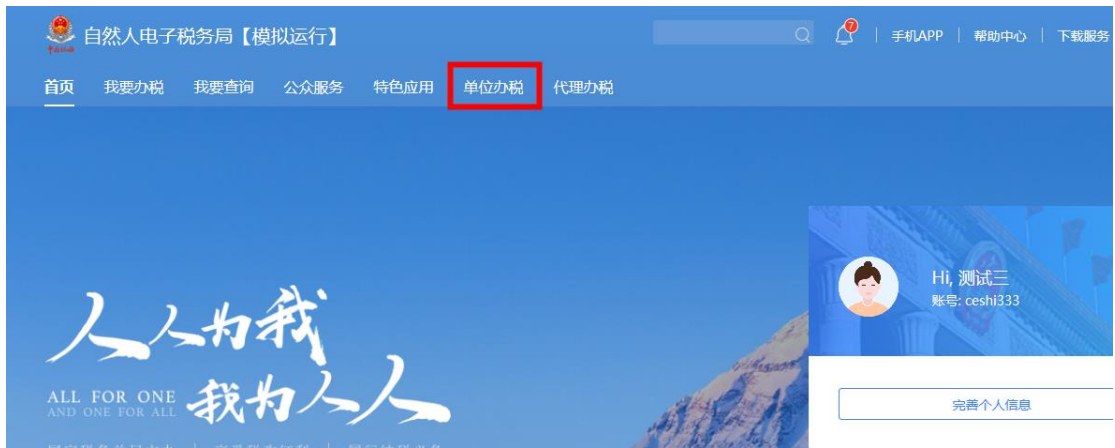 自然人电子税务局【模拟运行】
7
手机APP | 帮助中心 | 下载服务
首页 我要办税 我要查询 公众服务 特色应用 单位办税 代理办税
Hi, 测试三
账号: ceshi333
人人为我
ALL FOR ONE
AND ONE FOR ALL
我为人人
完善个人信息